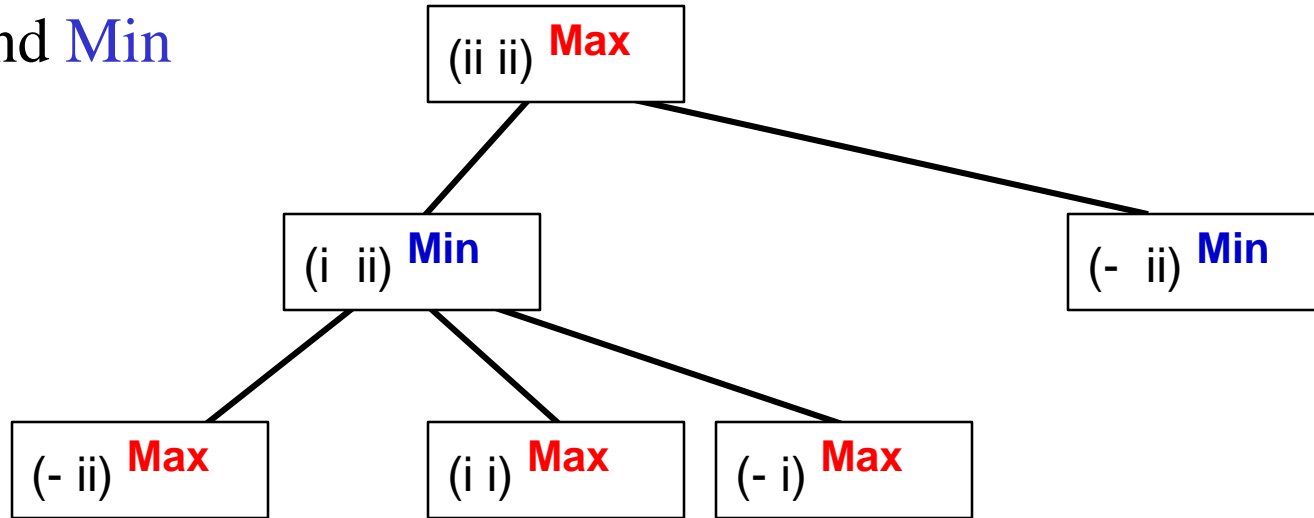 nd Min
(ii ii) Max
(i ii) Min
(- ii) Min
(- ii) Max
(i i) Max
(- i) Max